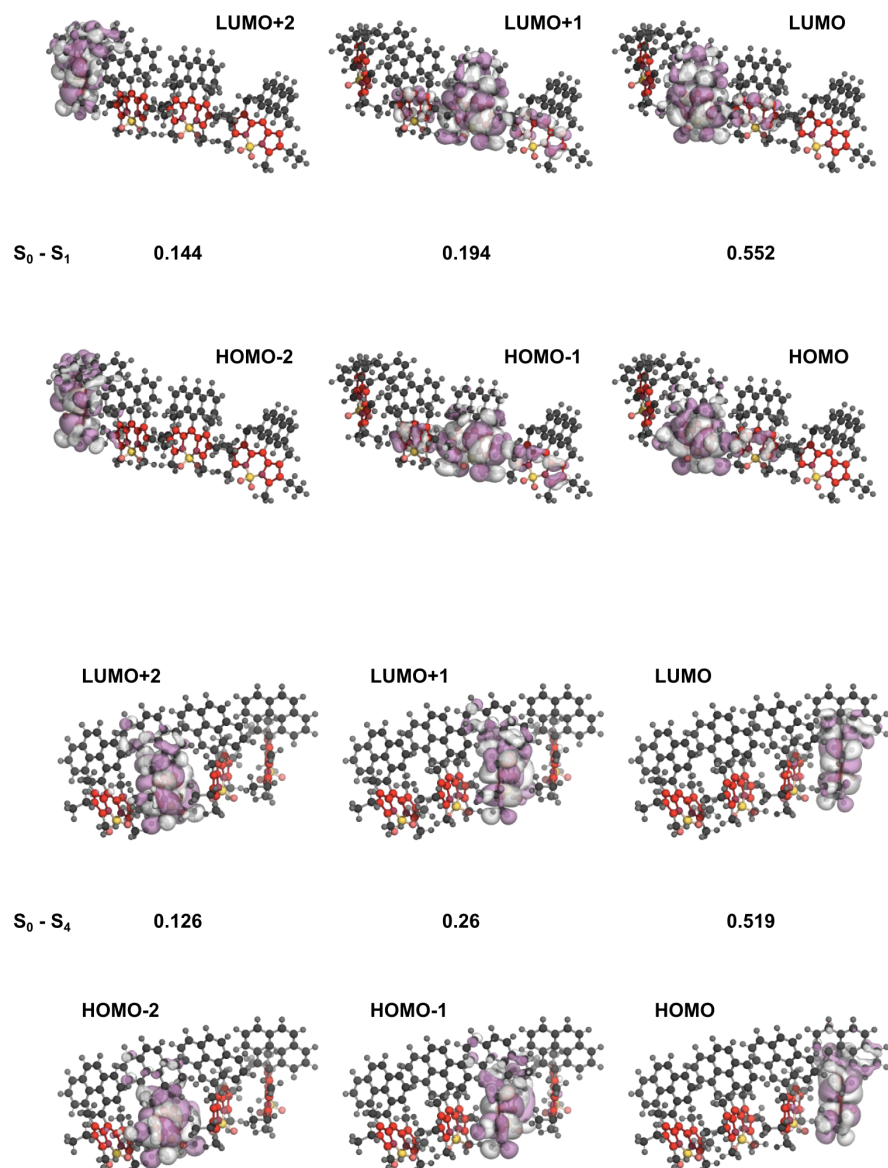 LUMO+2 LUMO+1 LUMO
S₀ - S₁ 0.144 0.194 0.552
HOMO-2 HOMO-1 HOMO
LUMO+2 LUMO+1 LUMO
S₀ - S₄ 0.126 0.26 0.519
HOMO-2 HOMO-1 HOMO